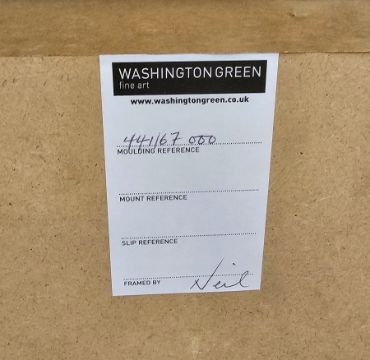 WASHINGTON GREEN
fine art
www.washingtongreen.co.uk
441/67 000
MOULDING REFERENCE
MOUNT REFERENCE
SLIP REFERENCE
FRAMED BY Neil